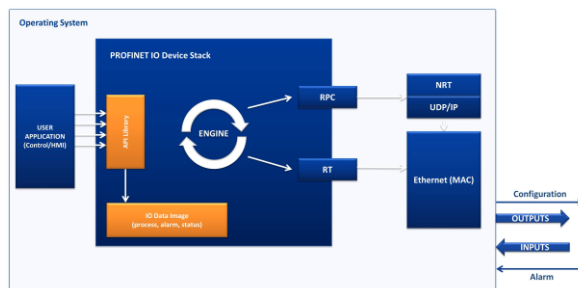 Operating System
PROFINET IO Device Stack
USER
APPLICATION
(Control/HMI)
API Library
ENGINE
IO Data Image
(process, alarm, status)
RPC
RT
NRT
UDP/IP
Ethernet (MAC)
Configuration
OUTPUTS
INPUTS
Alarm